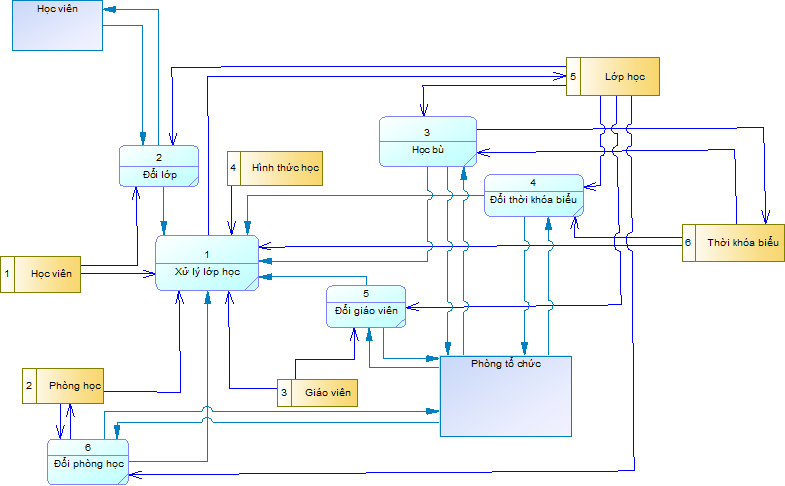 Học viên
5 Lớp học
3
Học bù
2
Đổi lớp
4 Hình thức học
4
Đổi thời khóa biểu
6 Thời khóa biểu
1
Xử lý lớp học
1 Học viên
5
Đổi giáo viên
Phòng tổ chức
2 Phòng học
3 Giáo viên
6
Đổi phòng học